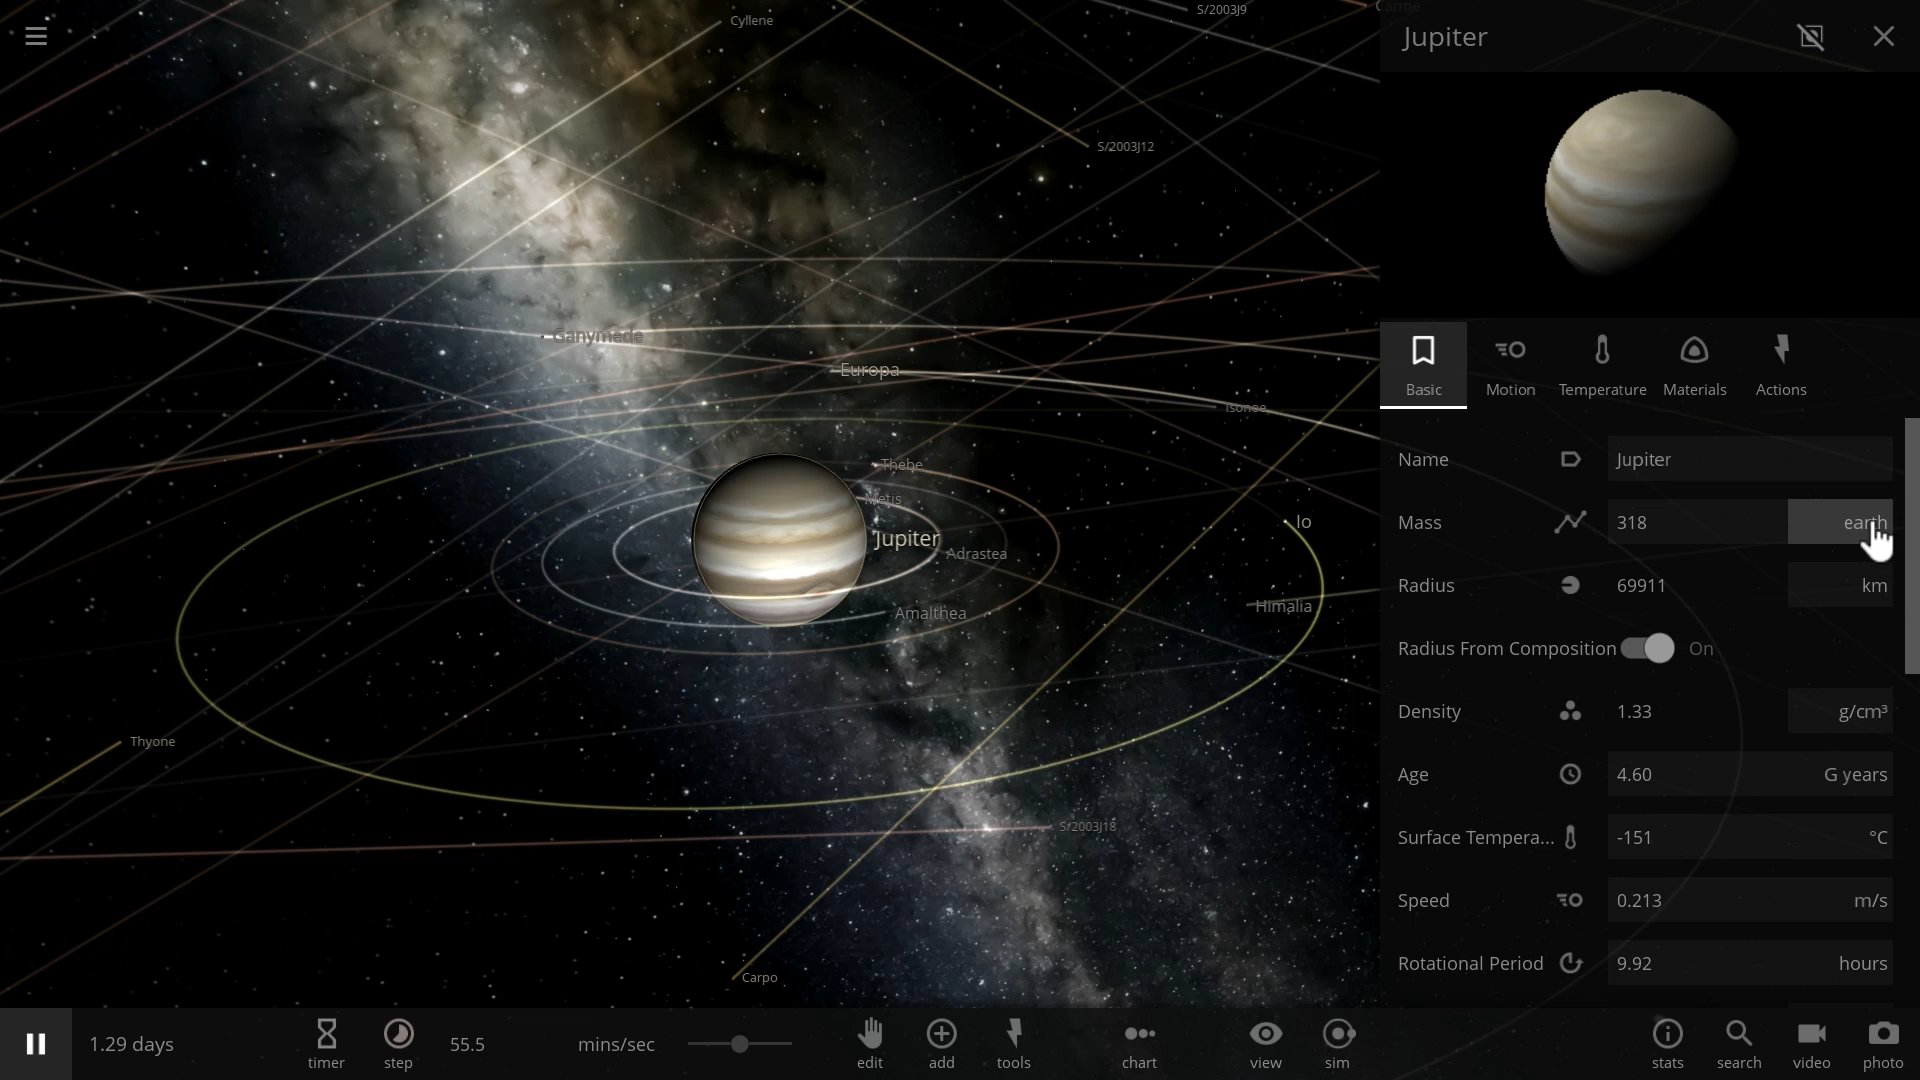 Cyllene
S/2003J9
Carme
Jupiter
S/2003J12
Ganymede
Europa
Isonoe
Basic
Motion
Temperature
Materials
Actions
Thebe
Metis
Jupiter
Adrastea
Io
Himalia
Amalthea
Thyone
S/2003J18
Carpo
Name Jupiter
Mass 318 earth
Radius 69911 km
Radius From Composition On
Density 1.33 g/cm³
Age 4.60 G years
Surface Tempera... -151 °C
Speed 0.213 m/s
Rotational Period 9.92 hours
1.29 days
timer
step
55.5
mins/sec
edit
add
tools
chart
view
sim
stats
search
video
photo